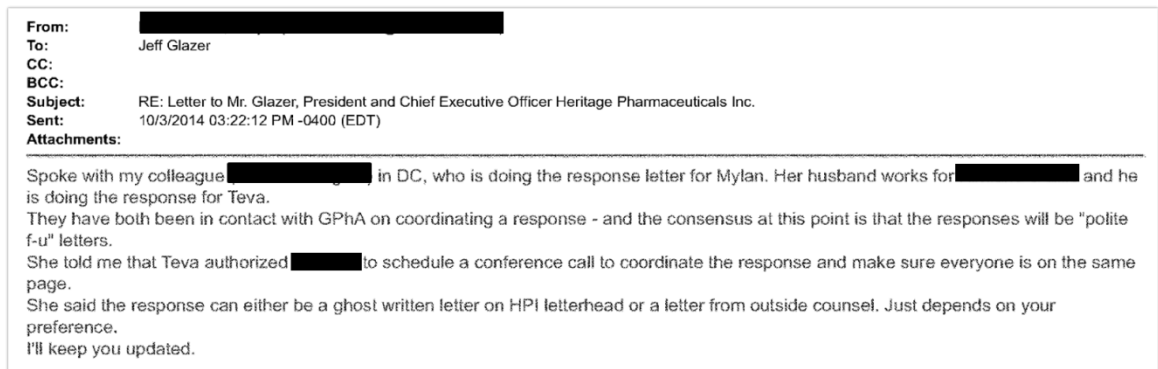 From:
To: Jeff Glazer
CC:
BCC:
Subject: RE: Letter to Mr. Glazer, President and Chief Executive Officer Heritage Pharmaceuticals Inc.
Sent: 10/3/2014 03:22:12 PM -0400 (EDT)
Attachments:
Spoke with my colleague in DC, who is doing the response letter for Mylan. Her husband works for and he
is doing the response for Teva.
They have both been in contact with GPhA on coordinating a response - and the consensus at this point is that the responses will be "polite
f-u" letters.
She told me that Teva authorized to schedule a conference call to coordinate the response and make sure everyone is on the same
page.
She said the response can either be a ghost written letter on HPI letterhead or a letter from outside counsel. Just depends on your
preference.
I'll keep you updated.